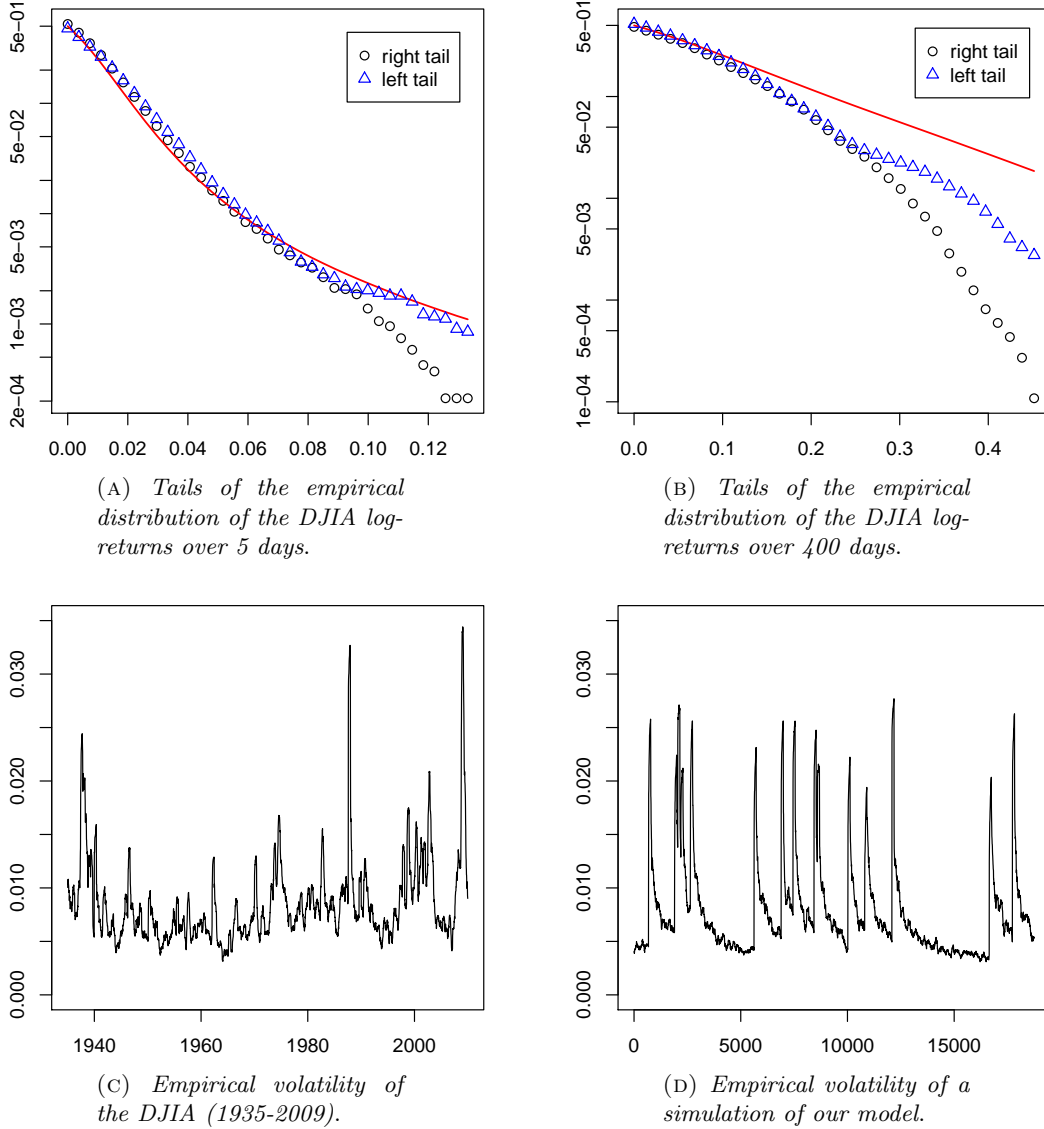 5e-01
5e-02
5e-03
1e-03
2e-04
right tail
left tail
0.00 0.02 0.04 0.06 0.08 0.10 0.12
(A) Tails of the empirical
distribution of the DJIA log-
returns over 5 days.
5e-01
5e-02
5e-03
5e-04
1e-04
right tail
left tail
0.0 0.1 0.2 0.3 0.4
(B) Tails of the empirical
distribution of the DJIA log-
returns over 400 days.
0.030
0.020
0.010
0.000
1940 1960 1980 2000
(C) Empirical volatility of
the DJIA (1935-2009).
0.030
0.020
0.010
0.000
0 5000 10000 15000
(D) Empirical volatility of a
simulation of our model.